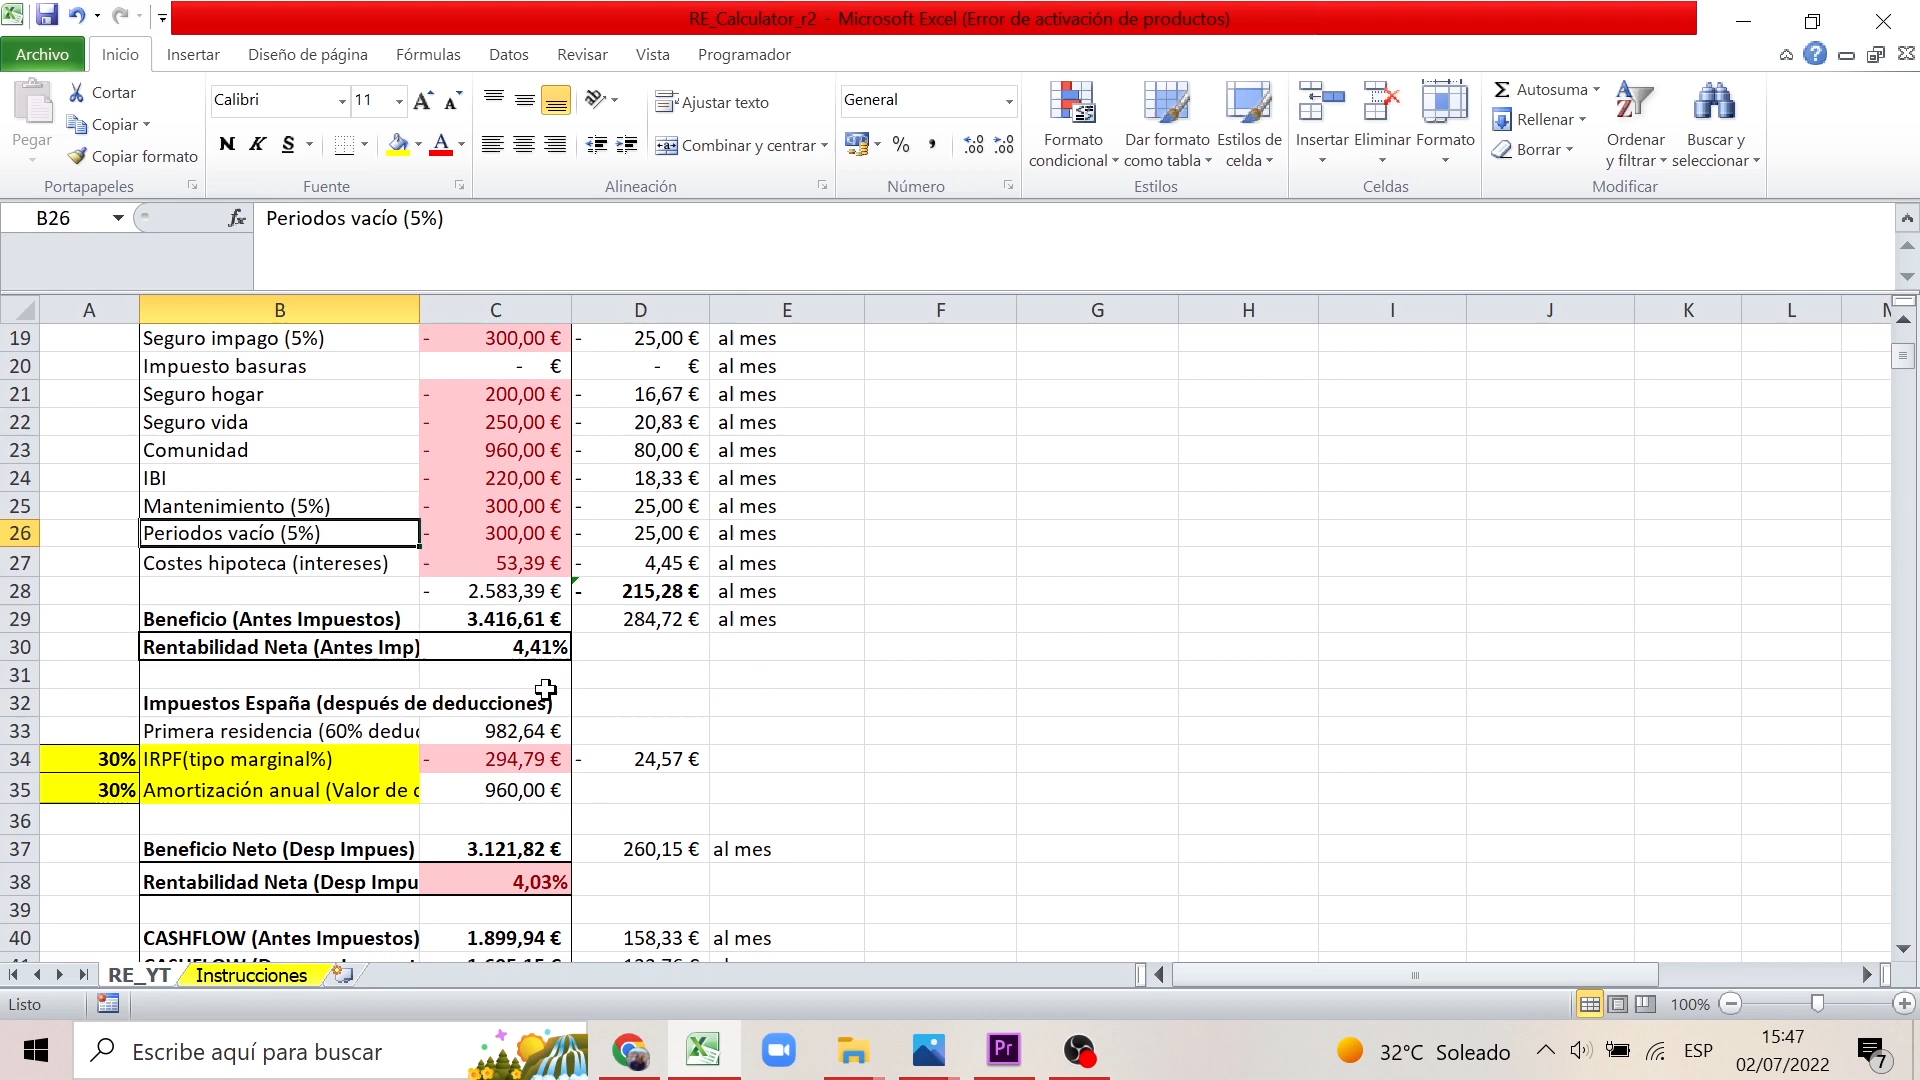 RE_Calculator_r2 - Microsoft Excel (Error de activación de productos)
Archivo Inicio Insertar Diseño de página Fórmulas Datos Revisar Vista Programador
Pegar
Cortar
Copiar
Copiar formato
Portapapeles
Calibri 11
N K S
Fuente
Ajustar texto
Combinar y centrar
Alineación
General
%
Número
Formato condicional
Dar formato como tabla
Estilos de celda
Estilos
Insertar Eliminar Formato
Celdas
Autosuma
Rellenar
Borrar
Ordenar y filtrar
Buscar y seleccionar
Modificar
B26 fx Periodos vacío (5%)
A B C D E F G H I J K L
19 Seguro impago (5%) - 300,00 € - 25,00 € al mes
20 Impuesto basuras - € - € al mes
21 Seguro hogar - 200,00 € - 16,67 € al mes
22 Seguro vida - 250,00 € - 20,83 € al mes
23 Comunidad - 960,00 € - 80,00 € al mes
24 IBI - 220,00 € - 18,33 € al mes
25 Mantenimiento (5%) - 300,00 € - 25,00 € al mes
26 Periodos vacío (5%) - 300,00 € - 25,00 € al mes
27 Costes hipoteca (intereses) - 53,39 € - 4,45 € al mes
28 - 2.583,39 € - 215,28 € al mes
29 Beneficio (Antes Impuestos) 3.416,61 € 284,72 € al mes
30 Rentabilidad Neta (Antes Imp) 4,41%
31
32 Impuestos España (después de deducciones)
33 Primera residencia (60% deduc 982,64 €
34 30% IRPF(tipo marginal%) - 294,79 € - 24,57 €
35 30% Amortización anual (Valor de c 960,00 €
36
37 Beneficio Neto (Desp Impues) 3.121,82 € 260,15 € al mes
38 Rentabilidad Neta (Desp Impu 4,03%
39
40 CASHFLOW (Antes Impuestos) 1.899,94 € 158,33 € al mes
RE_YT Instrucciones
Listo 100%
Escribe aquí para buscar
Pr
32°C Soleado
ESP
15:47
02/07/2022
7